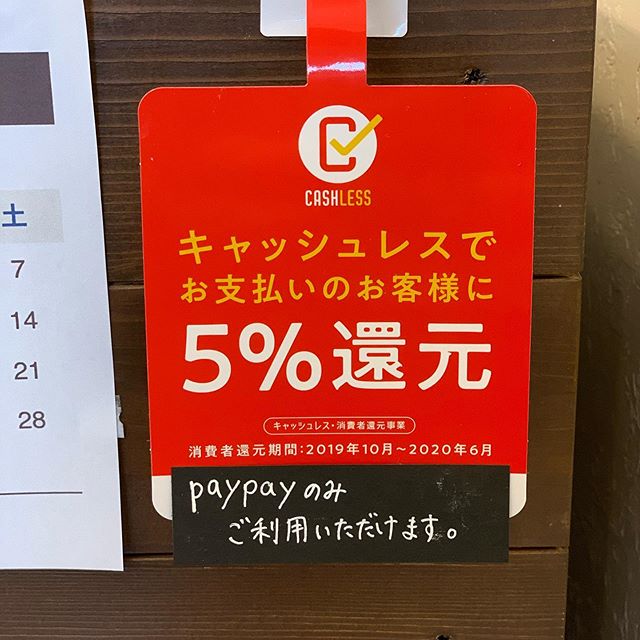 土
7
14
21
28
CASHLESS
キャッシュレスで
お支払いのお客様に
5%還元
キャッシュレス・消費者還元事業
消費者還元期間:2019年10月〜2020年6月
paypayのみ
ご利用いただけます。